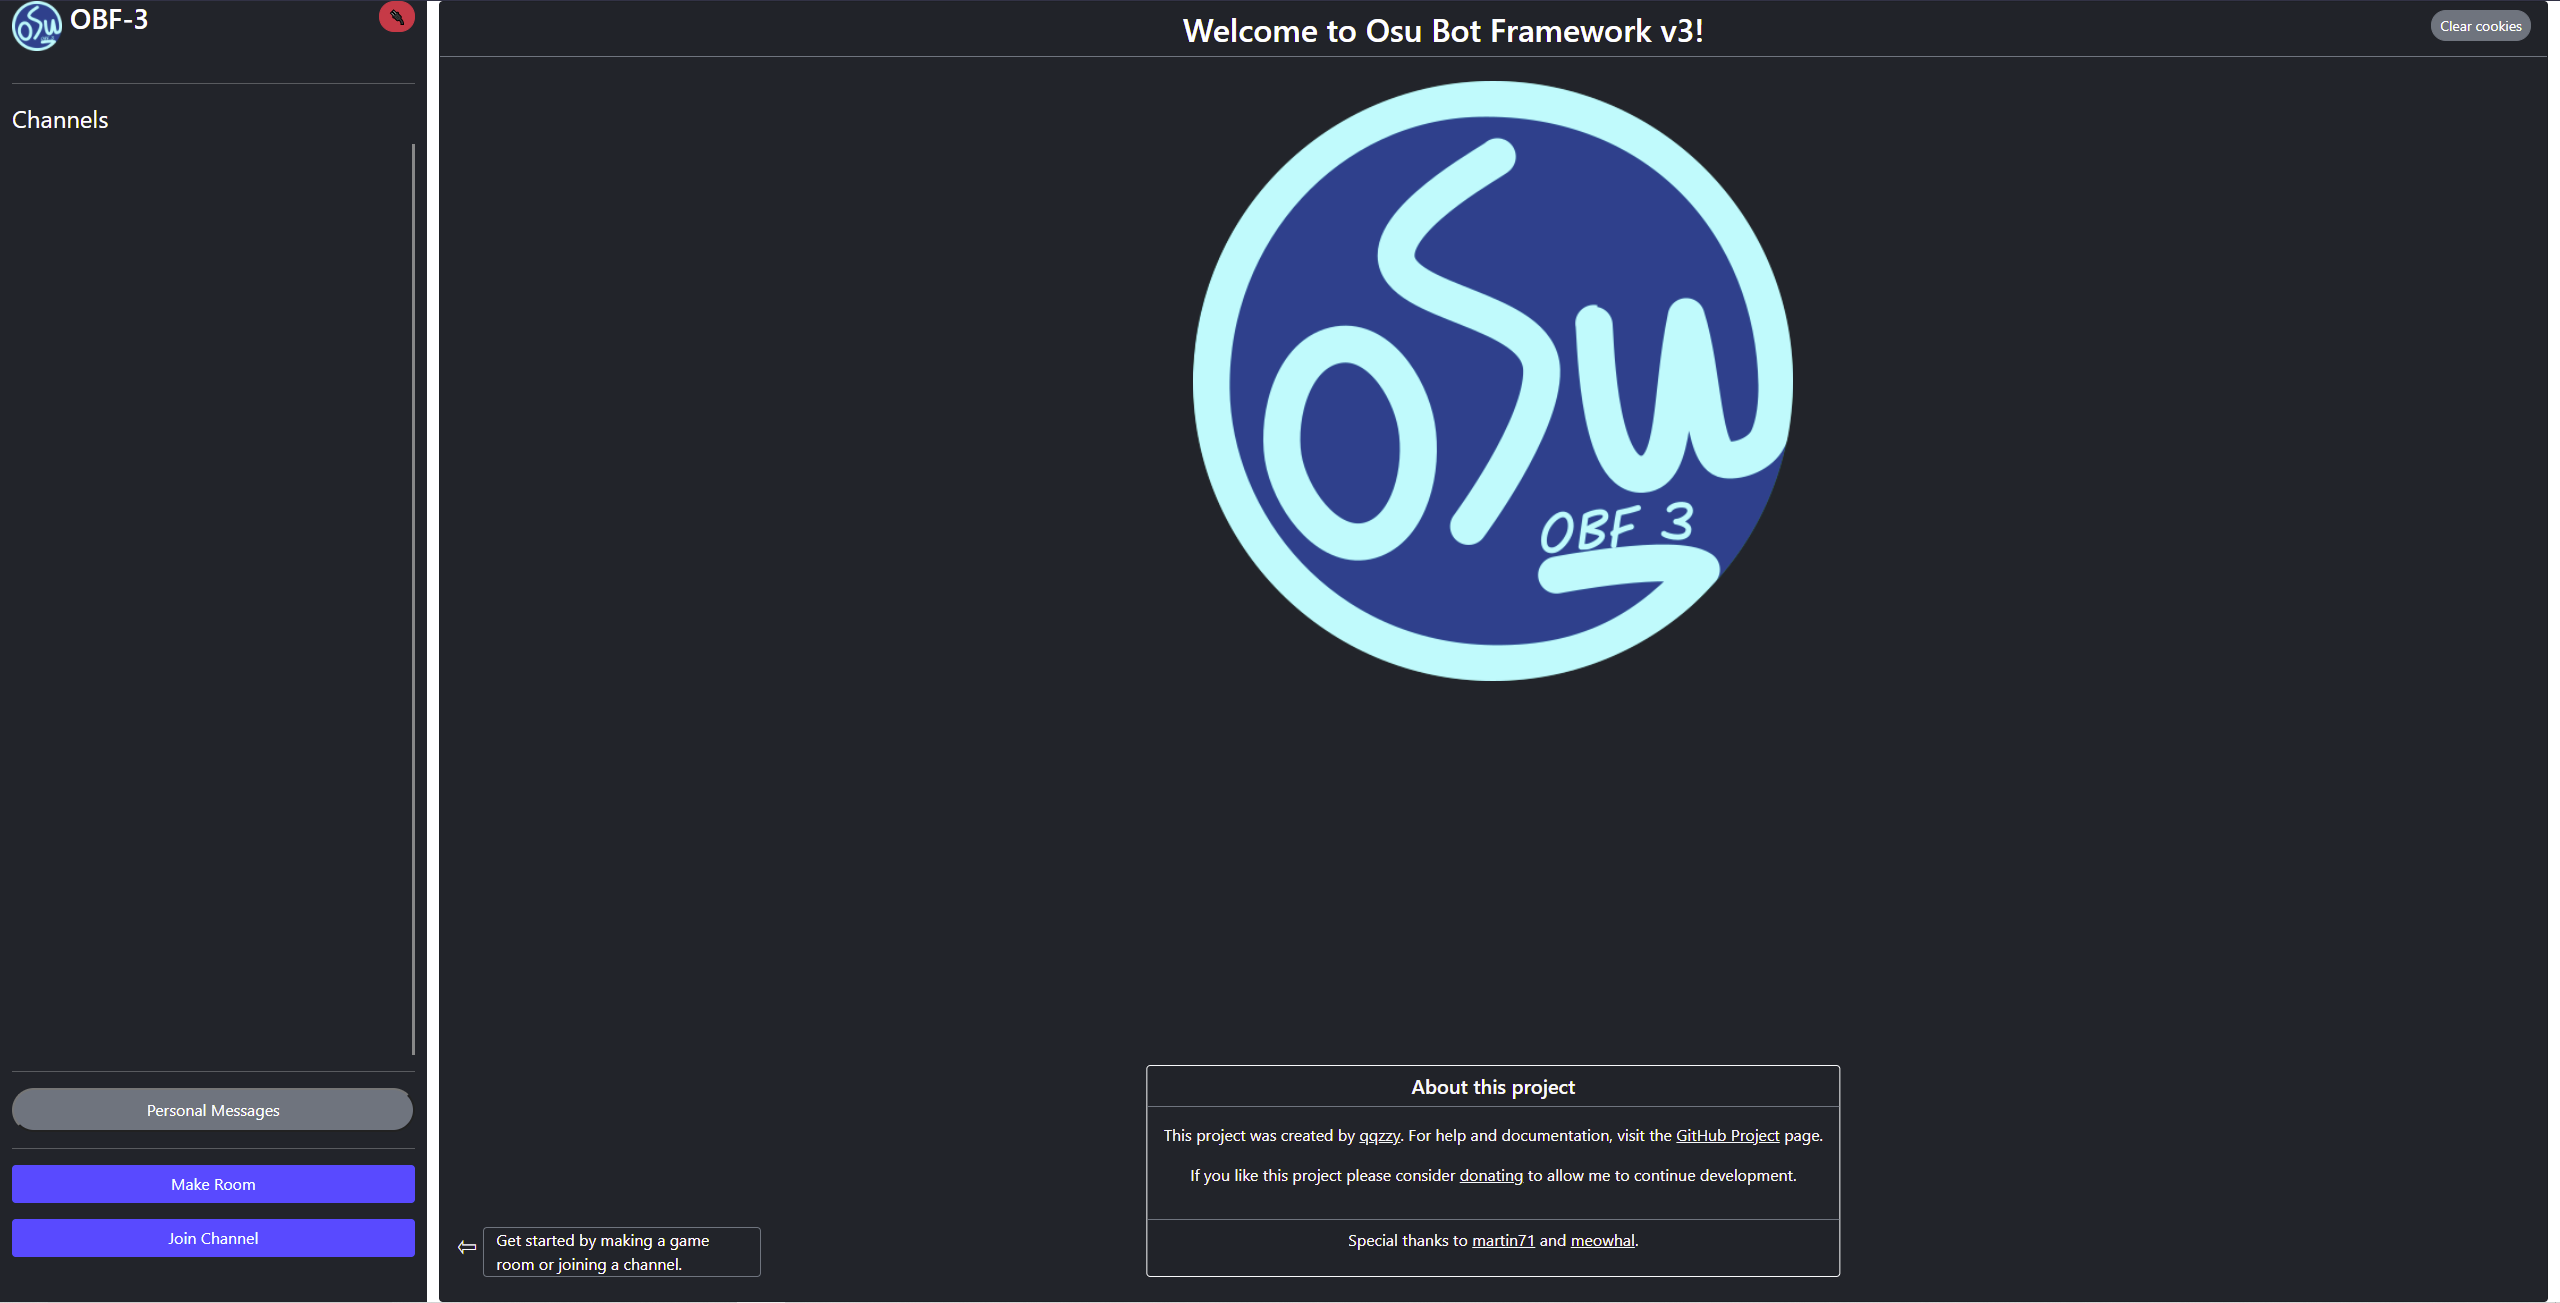 osu OBF-3
Channels
Personal Messages
Make Room
Join Channel
Welcome to Osu Bot Framework v3!
Clear cookies
osu
OBF 3
About this project
This project was created by qqzzy. For help and documentation, visit the GitHub Project page.
If you like this project please consider donating to allow me to continue development.
Special thanks to martin71 and meowhal.
⇦ Get started by making a game
room or joining a channel.